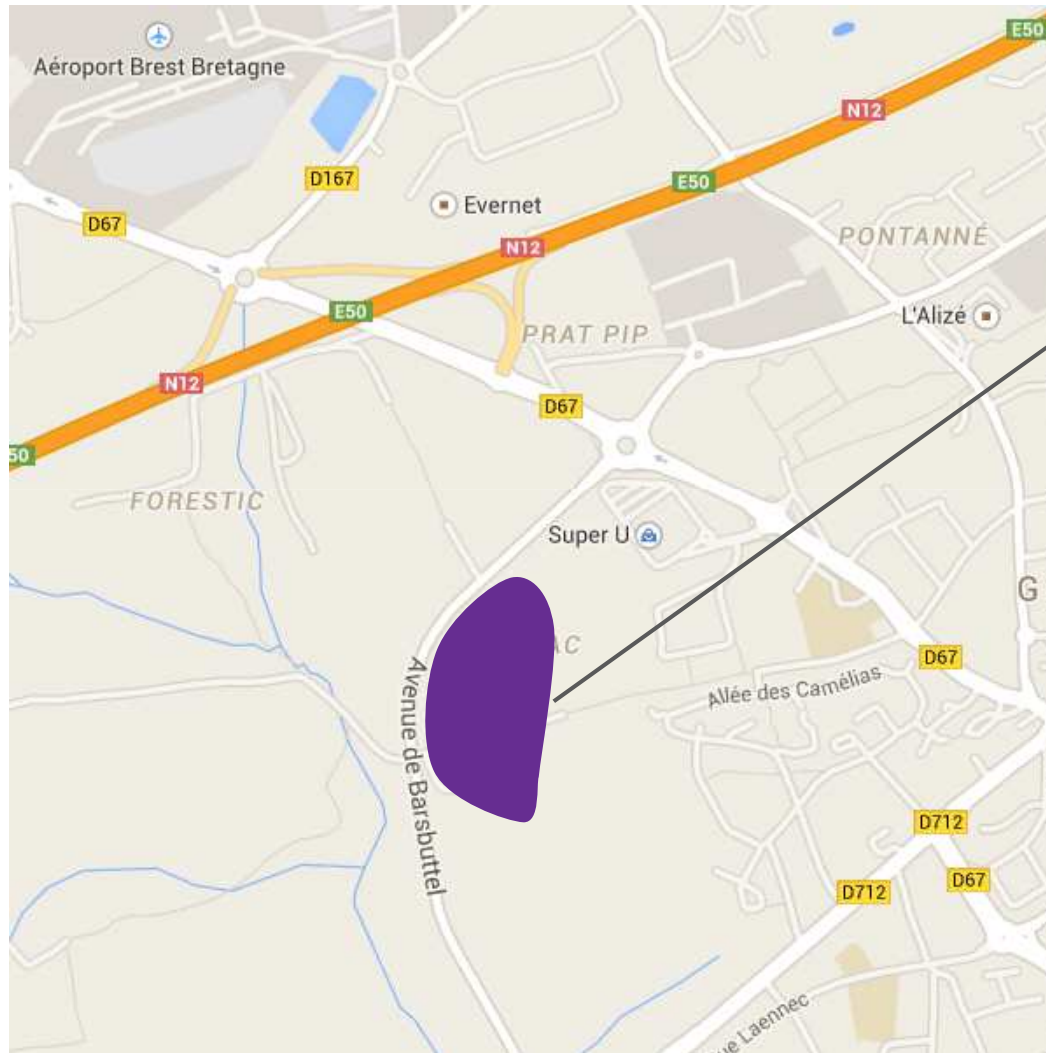 E50
Aéroport Brest Bretagne
N12
D167
E50
Evernet
D67
PONTANNÉ
N12
E50
L'Alizé
PRAT PIP
N12
D67
50
FORESTIC
Super U
G
AC
D67
Allée des Camélias
Avenue de Barsbuttel
D712
D67
D712
ue Laennec